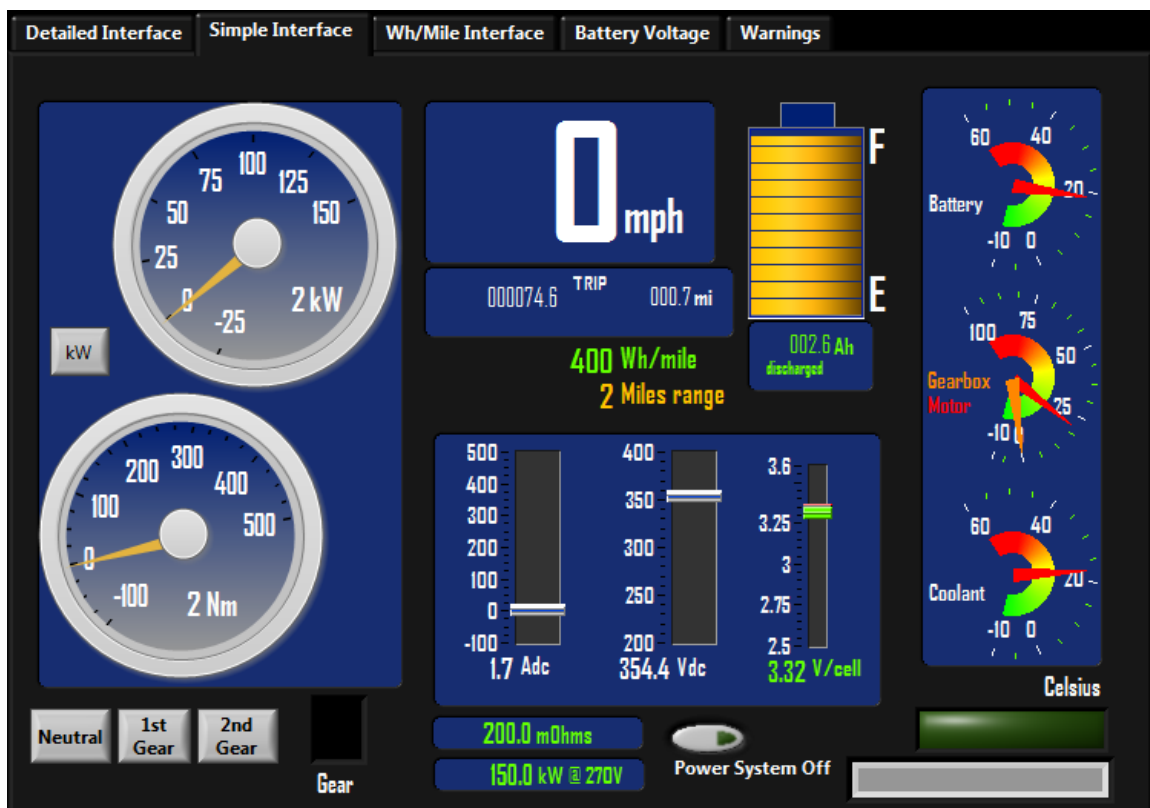 Detailed Interface
Simple Interface
Wh/Mile Interface
Battery Voltage
Warnings
100
75
125
50
150
25
0
-25
2 kW
kW
300
200
400
100
500
0
-100
2 Nm
Neutral
1st
Gear
2nd
Gear
Gear
0 mph
000074.6 TRIP 000.7 mi
400 Wh/mile
2 Miles range
F
E
002.6 Ah
discharged
500
400
300
200
100
0
-100
1.7 Adc
400
350
300
250
200
354.4 Vdc
3.6
3.25
3
2.75
2.5
3.32 V/cell
200.0 mOhms
150.0 kW @ 270V
Power System Off
60
40
20
Battery
-10
0
100
75
50
Gearbox
Motor
25
-10
0
60
40
20
Coolant
-10
0
Celsius